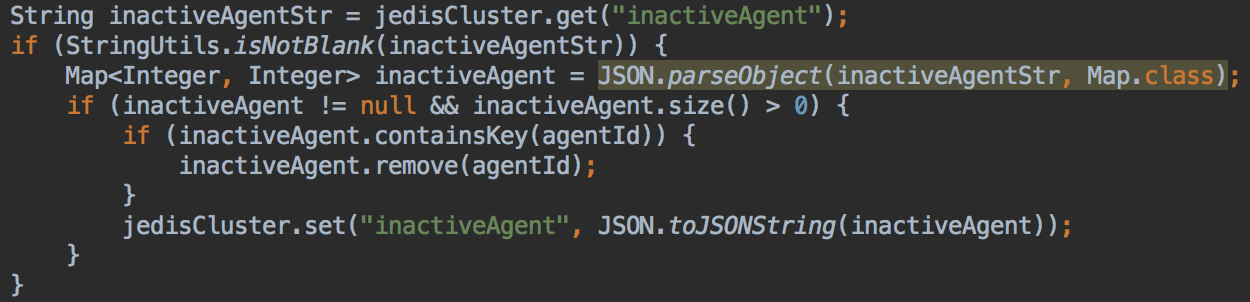 String inactiveAgentStr = jedisCluster.get("inactiveAgent");
if (StringUtils.isNotBlank(inactiveAgentStr)) {
    Map<Integer, Integer> inactiveAgent = JSON.parseObject(inactiveAgentStr, Map.class);
    if (inactiveAgent != null && inactiveAgent.size() > 0) {
        if (inactiveAgent.containsKey(agentId)) {
            inactiveAgent.remove(agentId);
        }
        jedisCluster.set("inactiveAgent", JSON.toJSONString(inactiveAgent));
    }
}